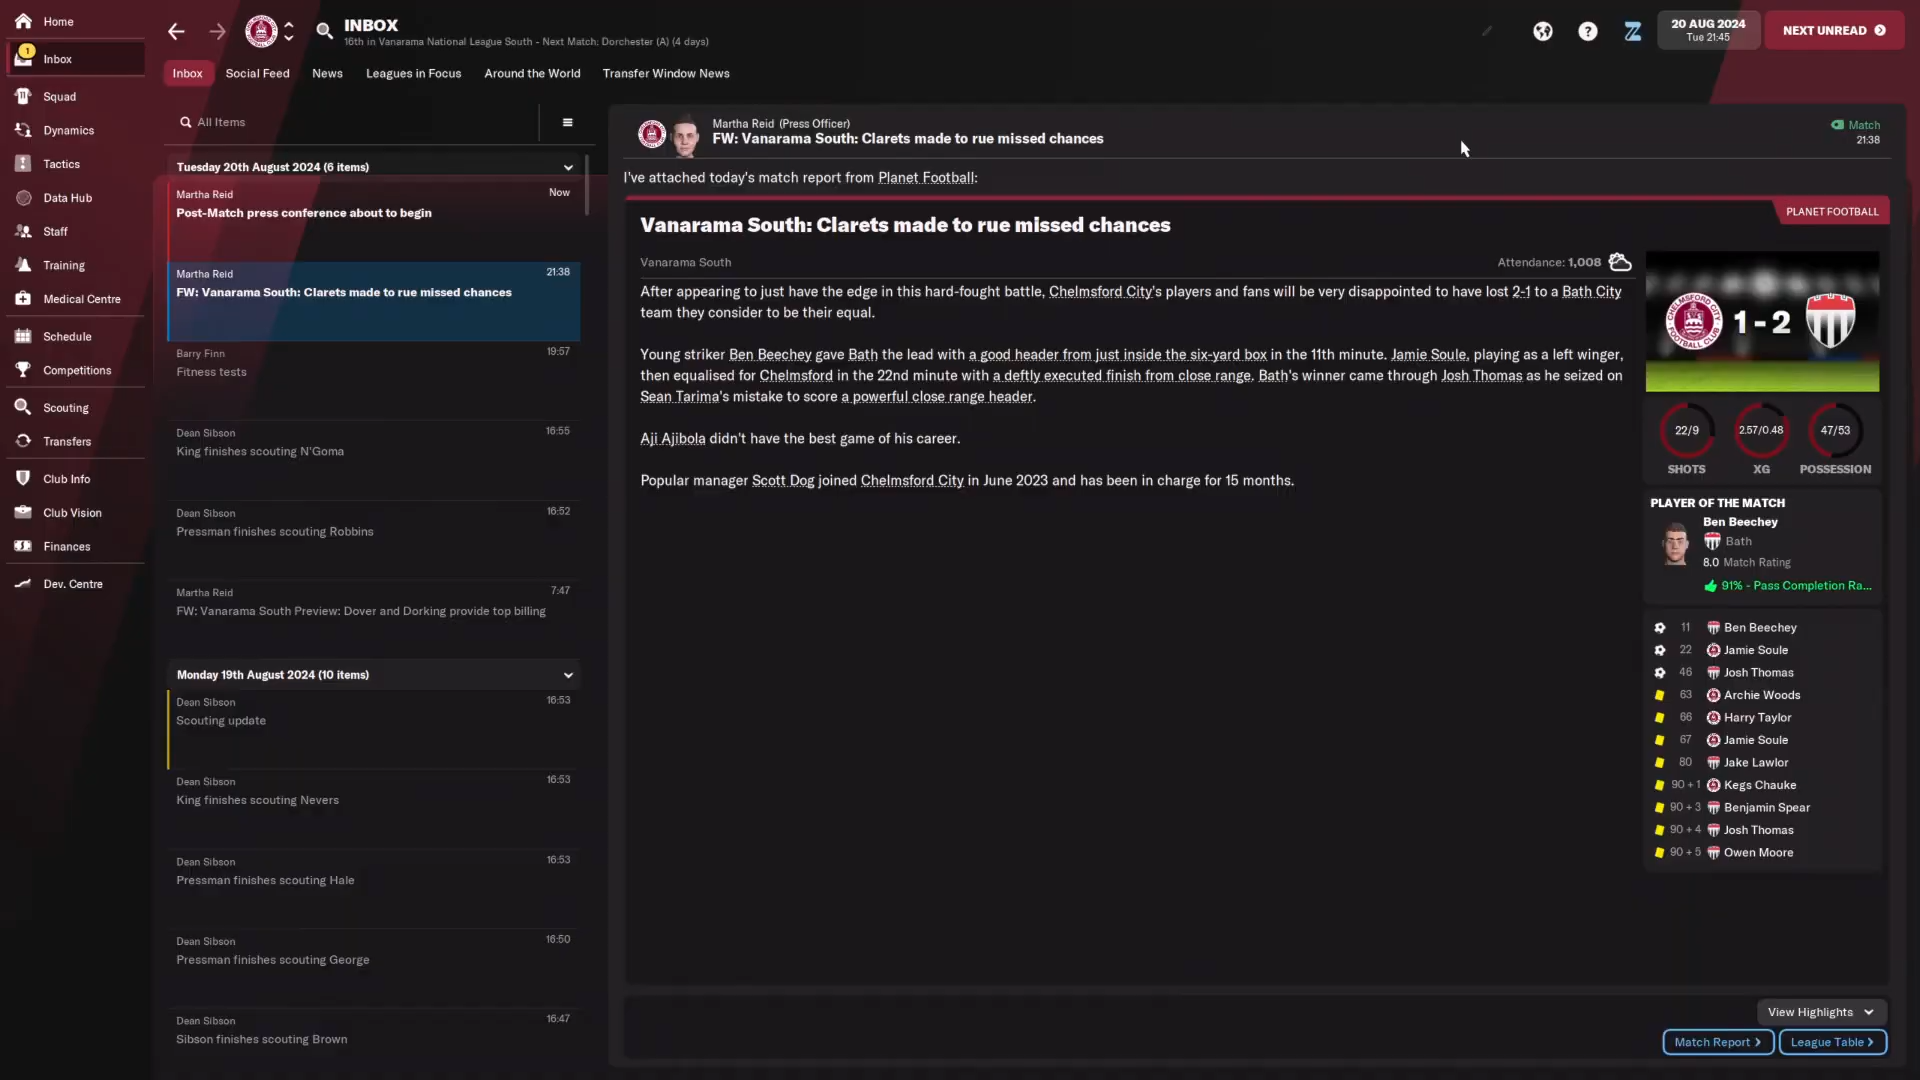 Home
1
Inbox
Squad
Dynamics
Tactics
Data Hub
Staff
Training
Medical Centre
Schedule
Competitions
Scouting
Transfers
Club Info
Club Vision
Finances
Dev. Centre
INBOX
16th in Vanarama National League South - Next Match: Dorchester (A) (4 days)
?
20 AUG 2024
Tue 21:45
NEXT UNREAD
Inbox
Social Feed
News
Leagues in Focus
Around the World
Transfer Window News
All Items
Tuesday 20th August 2024 (6 items)
Martha Reid
Now
Post-Match press conference about to begin
Martha Reid
21:38
FW: Vanarama South: Clarets made to rue missed chances
Barry Finn
19:57
Fitness tests
Dean Sibson
16:55
King finishes scouting N'Goma
Dean Sibson
16:52
Pressman finishes scouting Robbins
Martha Reid
7:47
FW: Vanarama South Preview: Dover and Dorking provide top billing
Monday 19th August 2024 (10 items)
Dean Sibson
16:53
Scouting update
Dean Sibson
16:53
King finishes scouting Nevers
Dean Sibson
16:53
Pressman finishes scouting Hale
Dean Sibson
16:50
Pressman finishes scouting George
Dean Sibson
16:47
Sibson finishes scouting Brown
Martha Reid (Press Officer)
FW: Vanarama South: Clarets made to rue missed chances
Match
21:38
I've attached today's match report from Planet Football:
PLANET FOOTBALL
Vanarama South: Clarets made to rue missed chances
Vanarama South
Attendance: 1,008
After appearing to just have the edge in this hard-fought battle, Chelmsford City's players and fans will be very disappointed to have lost 2-1 to a Bath City
team they consider to be their equal.
Young striker Ben Beechey gave Bath the lead with a good header from just inside the six-yard box in the 11th minute. Jamie Soule, playing as a left winger,
then equalised for Chelmsford in the 22nd minute with a deftly executed finish from close range. Bath's winner came through Josh Thomas as he seized on
Sean Tarima's mistake to score a powerful close range header.
Aji Ajibola didn't have the best game of his career.
Popular manager Scott Dog joined Chelmsford City in June 2023 and has been in charge for 15 months.
1 - 2
22/9
2.57/0.48
47/53
SHOTS
XG
POSSESSION
PLAYER OF THE MATCH
Ben Beechey
Bath
8.0 Match Rating
91% - Pass Completion Ra...
11 Ben Beechey
22 Jamie Soule
46 Josh Thomas
63 Archie Woods
66 Harry Taylor
67 Jamie Soule
80 Jake Lawlor
90 + 1 Kegs Chauke
90 + 3 Benjamin Spear
90 + 4 Josh Thomas
90 + 5 Owen Moore
View Highlights
Match Report
League Table